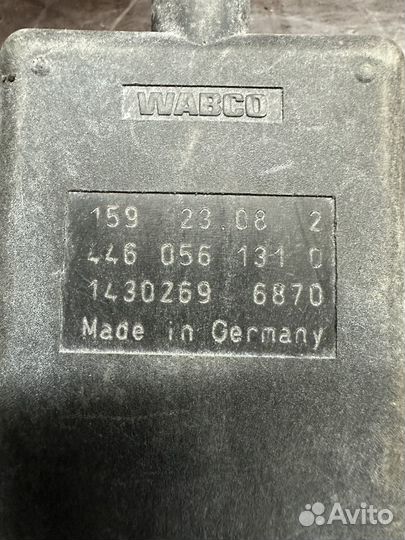 WABCO
159 23.08 2
446 056 131 0
1430269 6870
Made in Germany
Avito